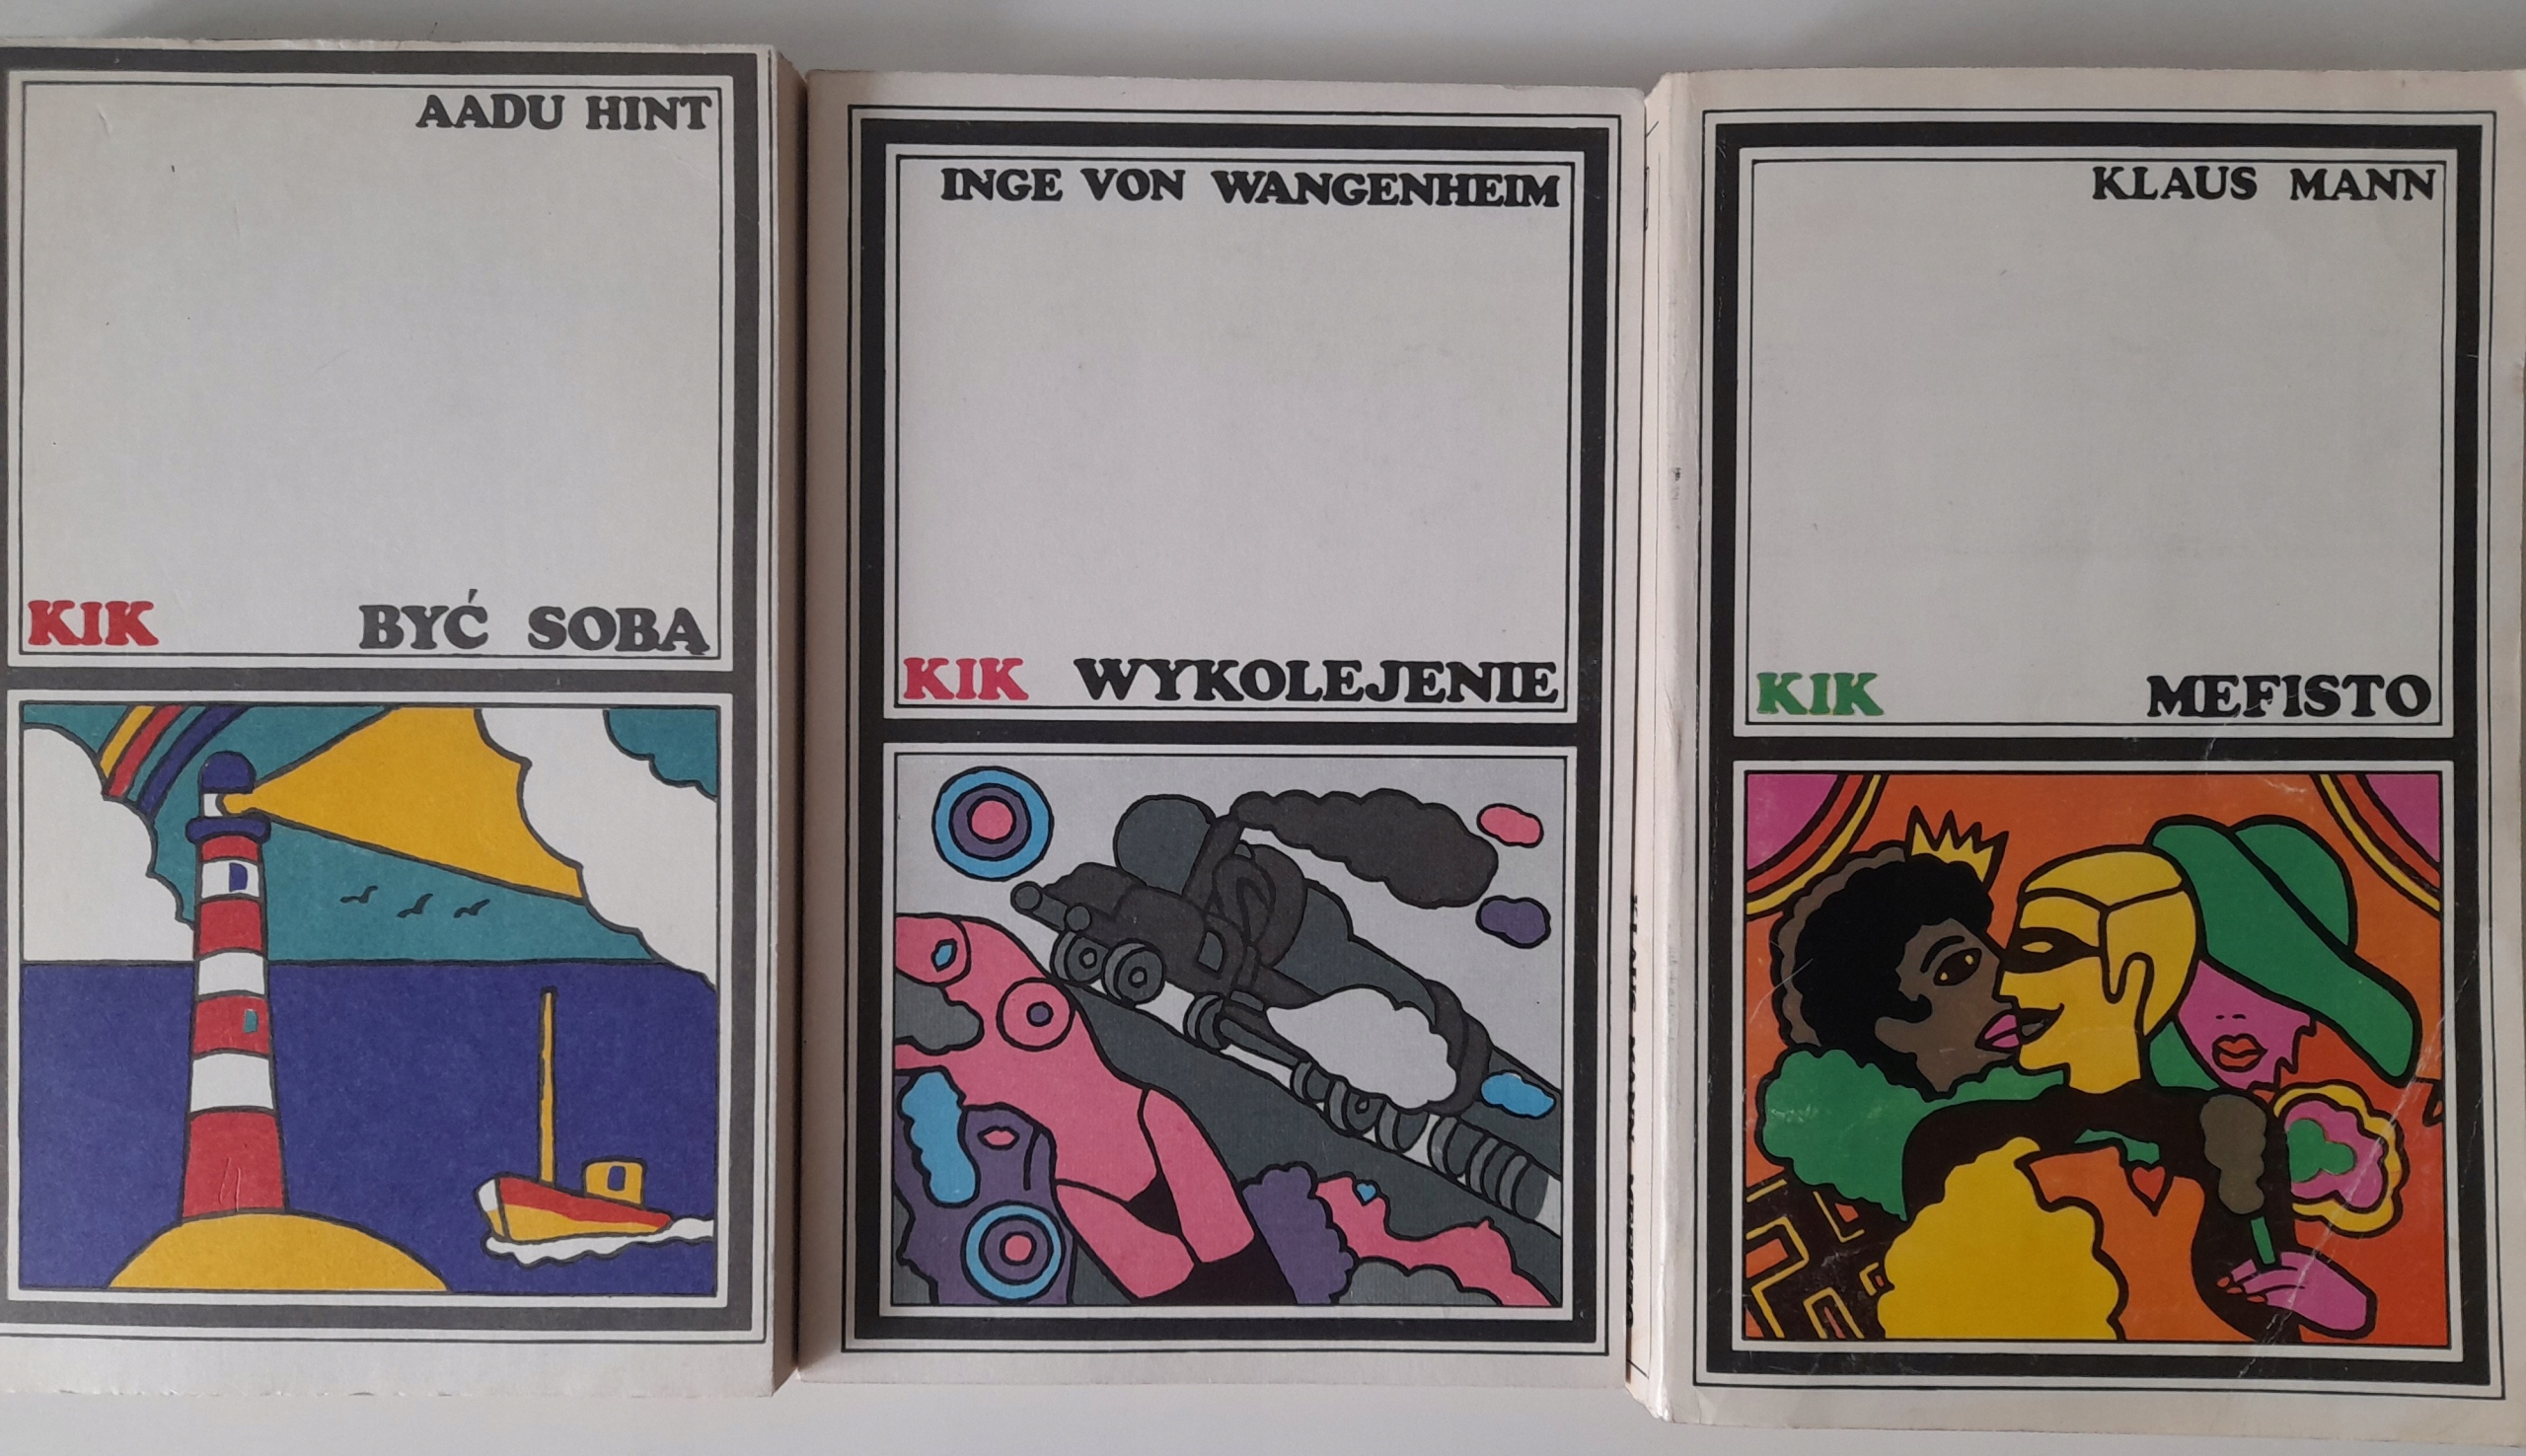 AADU HINT
KIK BYĆ SOBĄ
INGE VON WANGENHEIM
KIK WYKOLEJENIE
KLAUS MANN
KIK MEFISTO